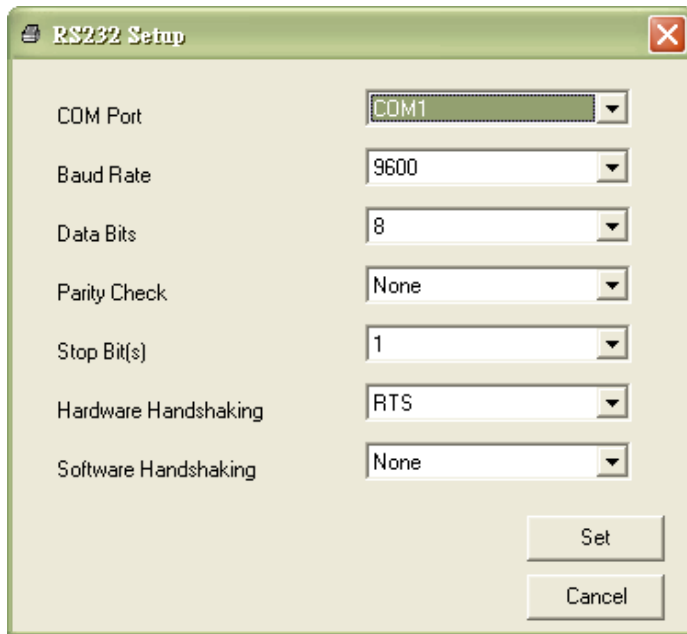 RS232 Setup
COM Port COM1
Baud Rate 9600
Data Bits 8
Parity Check None
Stop Bit(s) 1
Hardware Handshaking RTS
Software Handshaking None
Set
Cancel